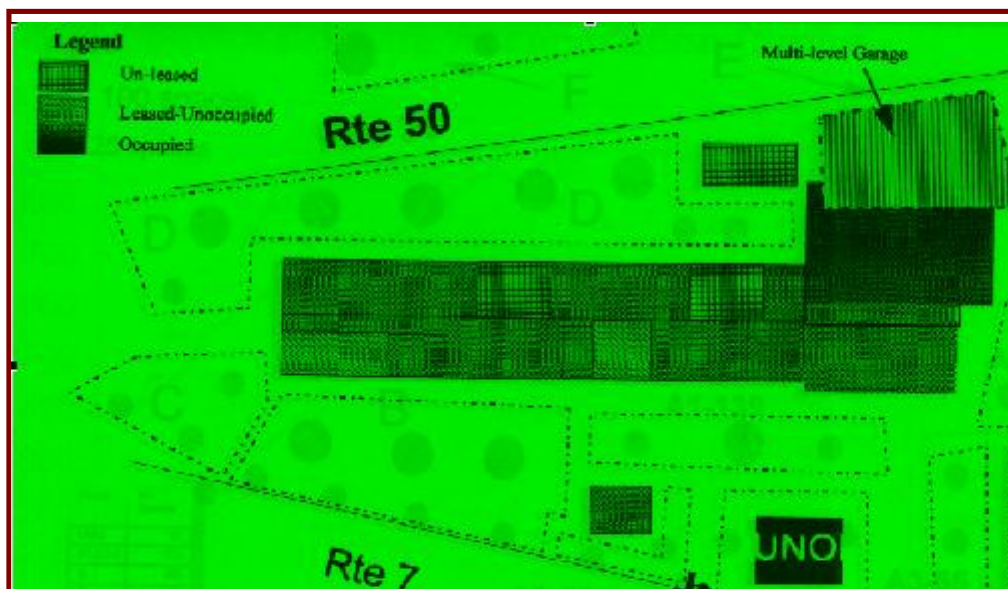 Legend
Un-leased
Leased-Unoccupied
Occupied
Multi-level Garage
E
F
Rte 50
D
D
C
B
UNO
Rte 7